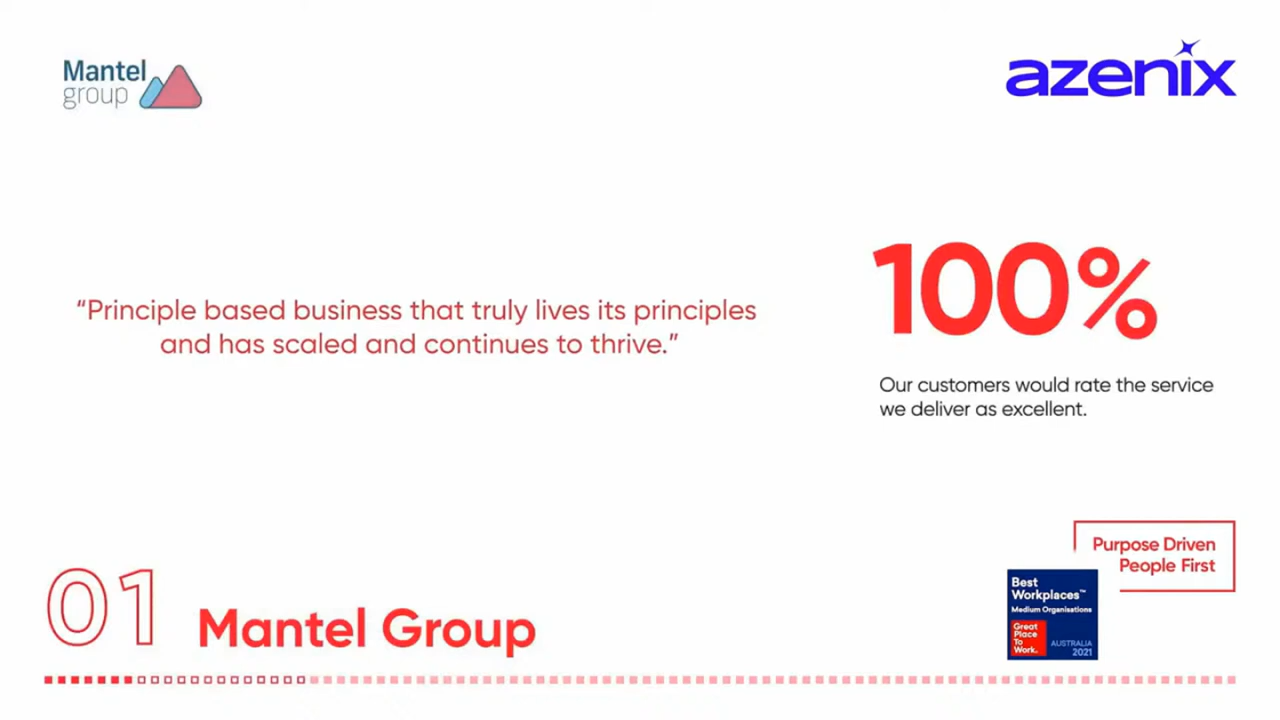 Mantel
group
azenix
“Principle based business that truly lives its principles
and has scaled and continues to thrive.”
100%
Our customers would rate the service
we deliver as excellent.
Purpose Driven
People First
Best
Workplaces™
Medium Organisations
Great
Place
To
Work.
AUSTRALIA
2021
01
Mantel Group